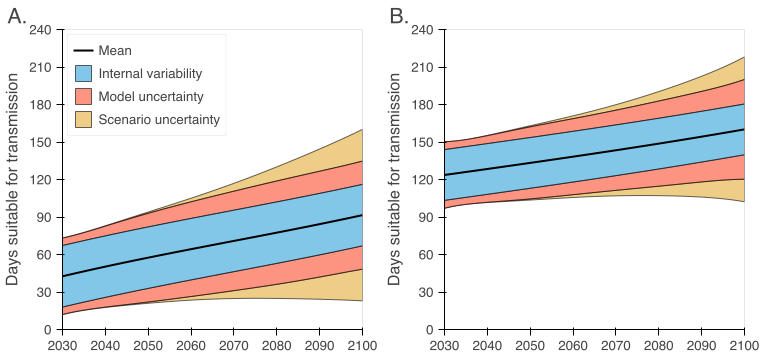 A.
Days suitable for transmission
240
210
180
150
120
90
60
30
0
Mean
Internal variability
Model uncertainty
Scenario uncertainty
2030 2040 2050 2060 2070 2080 2090 2100
B.
Days suitable for transmission
240
210
180
150
120
90
60
30
0
2030 2040 2050 2060 2070 2080 2090 2100